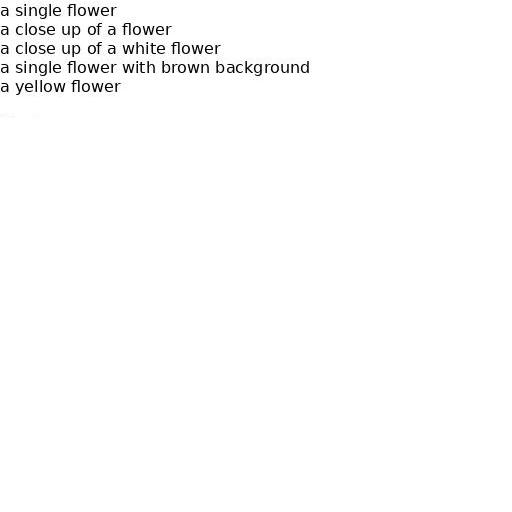 a single flower
a close up of a flower
a close up of a white flower
a single flower with brown background
a yellow flower